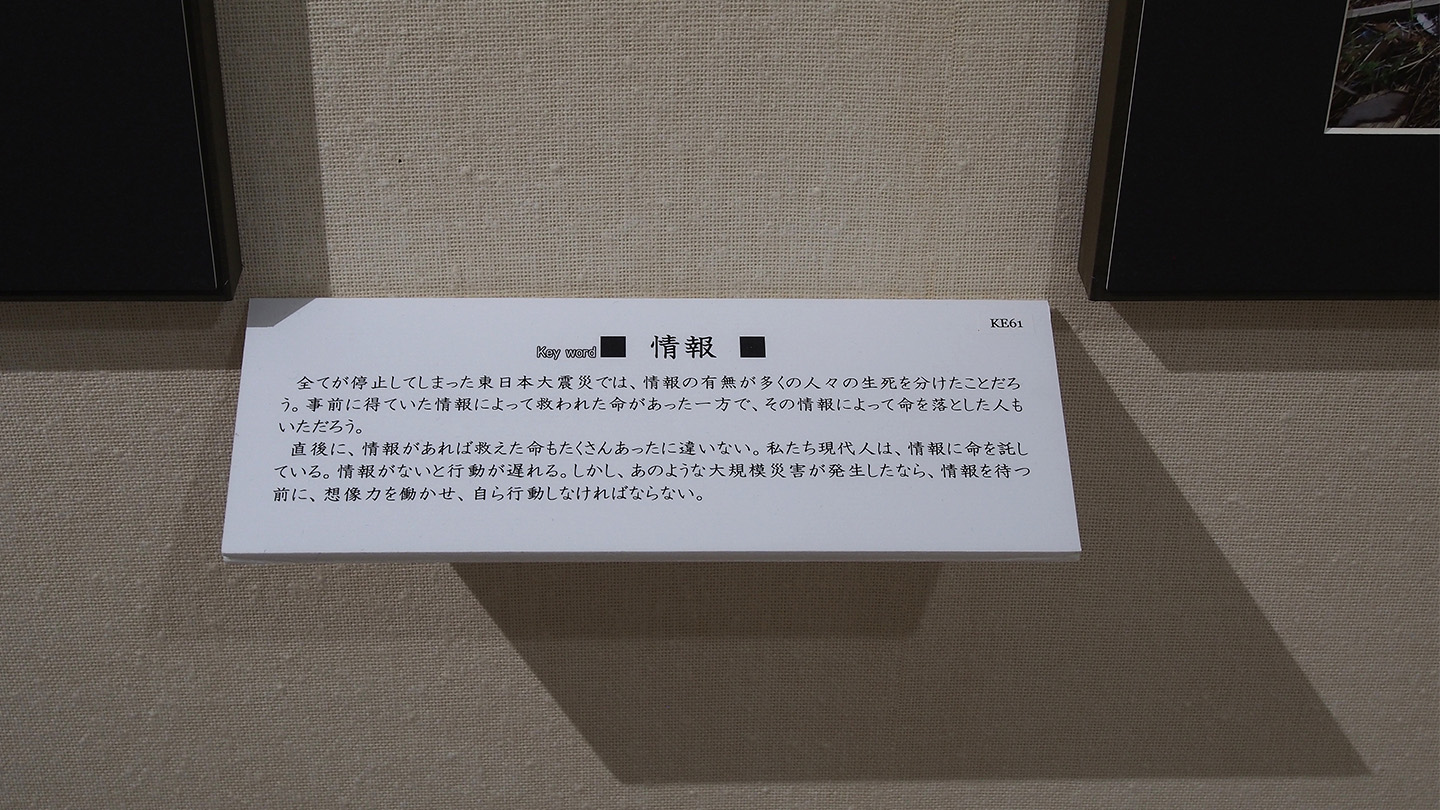 KE61
Key word■ 情報 ■
全てが停止してしまった東日本大震災では、情報の有無が多くの人々の生死を分けたことだろ
う。事前に得ていた情報によって救われた命があった一方で、その情報によって命を落とした人も
いただろう。
直後に、情報があれば救えた命もたくさんあったに違いない。私たち現代人は、情報に命を託し
ている。情報がないと行動が遅れる。しかし、あのような大規模災害が発生したなら、情報を待つ
前に、想像力を働かせ、自ら行動しなければならない。